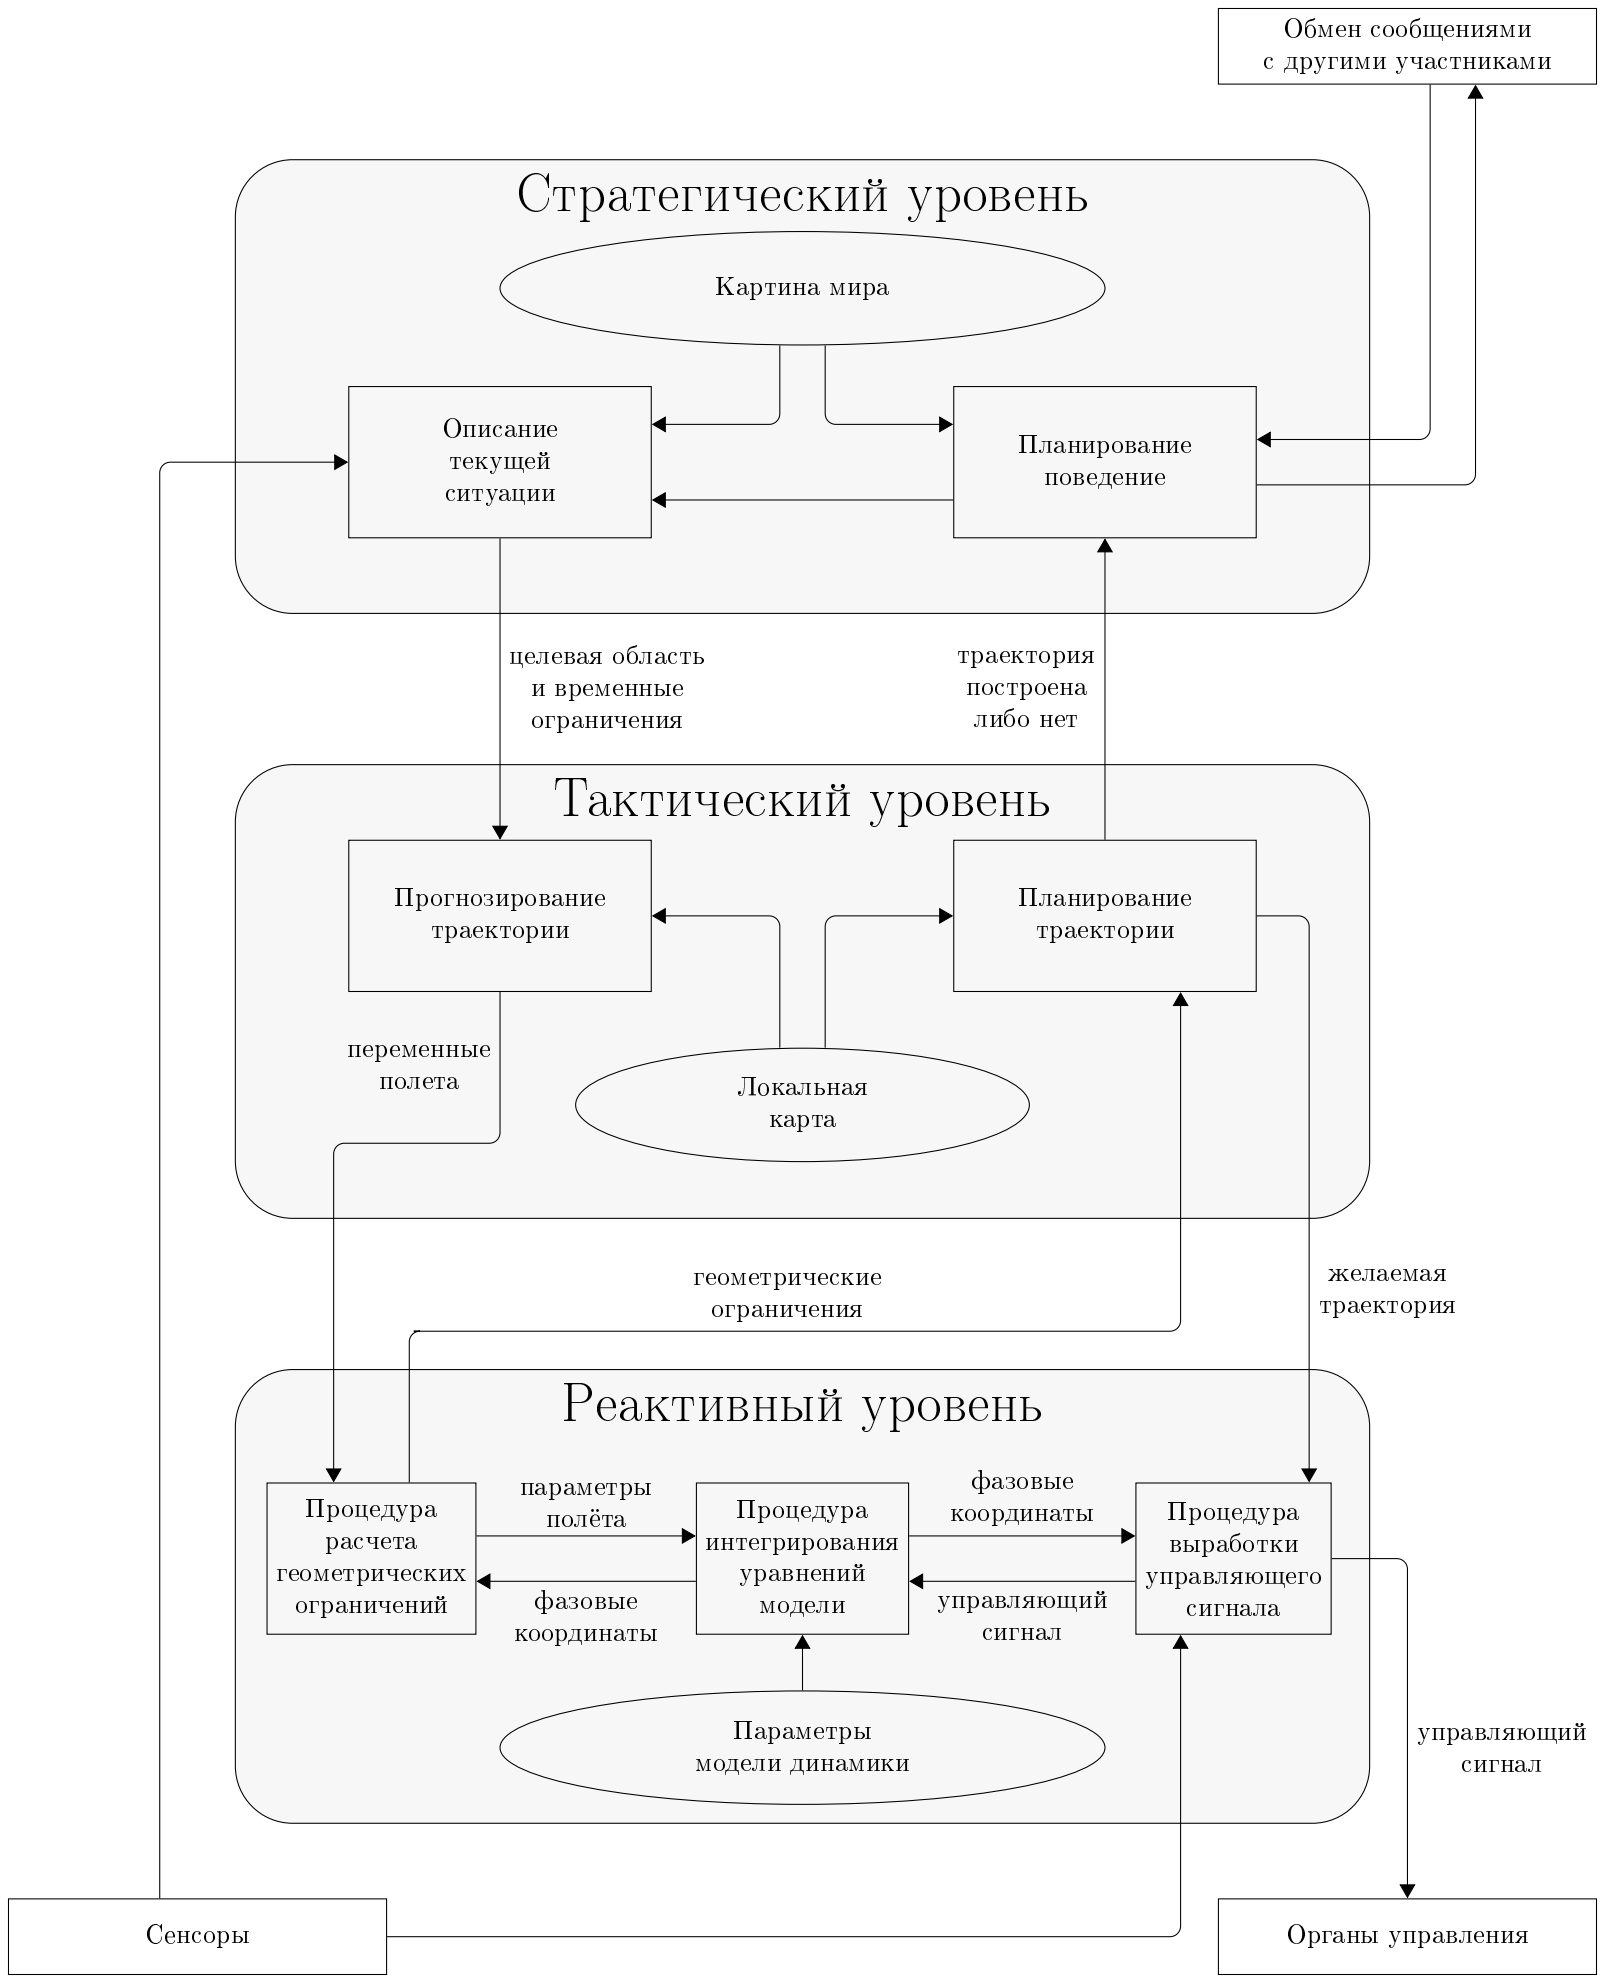 Обмен сообщениями
с другими участниками
Стратегический уровень
Картина мира
Описание
текущей
ситуации
Планирование
поведение
целевая область
и временные
ограничения
траектория
построена
либо нет
Тактический уровень
Прогнозирование
траектории
Планирование
траектории
переменные
полета
Локальная
карта
геометрические
ограничения
желаемая
траектория
Реактивный уровень
Процедура
расчета
геометрических
ограничений
параметры
полёта
фазовые
координаты
Процедура
интегрирования
уравнений
модели
фазовые
координаты
управляющий
сигнал
Процедура
выработки
управляющего
сигнала
Параметры
модели динамики
управляющий
сигнал
Сенсоры
Органы управления